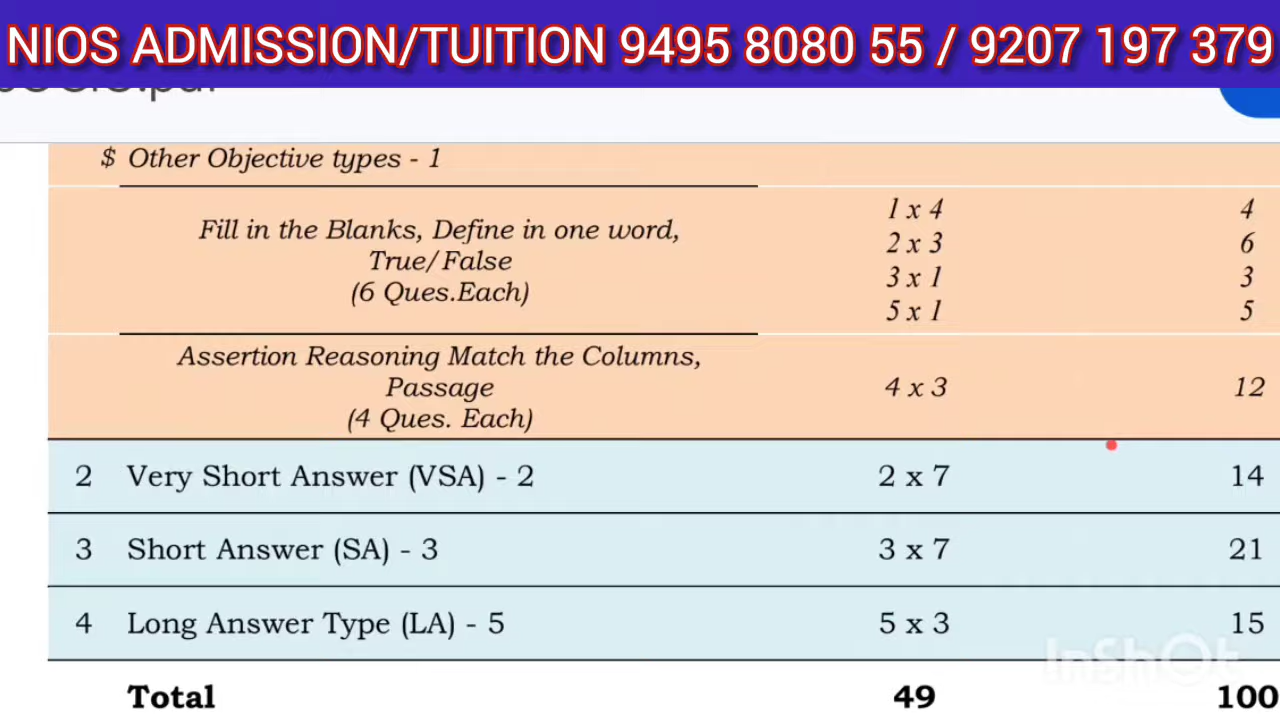 NIOS ADMISSION/TUITION 9495 8080 55 / 9207 197 379
$ Other Objective types - 1
Fill in the Blanks, Define in one word,
True/False
(6 Ques.Each)
1 x 4 4
2 x 3 6
3 x 1 3
5 x 1 5
Assertion Reasoning Match the Columns,
Passage
(4 Ques. Each)
4 x 3 12
2 Very Short Answer (VSA) - 2 2 x 7 14
3 Short Answer (SA) - 3 3 x 7 21
4 Long Answer Type (LA) - 5 5 x 3 15
Total 49 100
InShOt